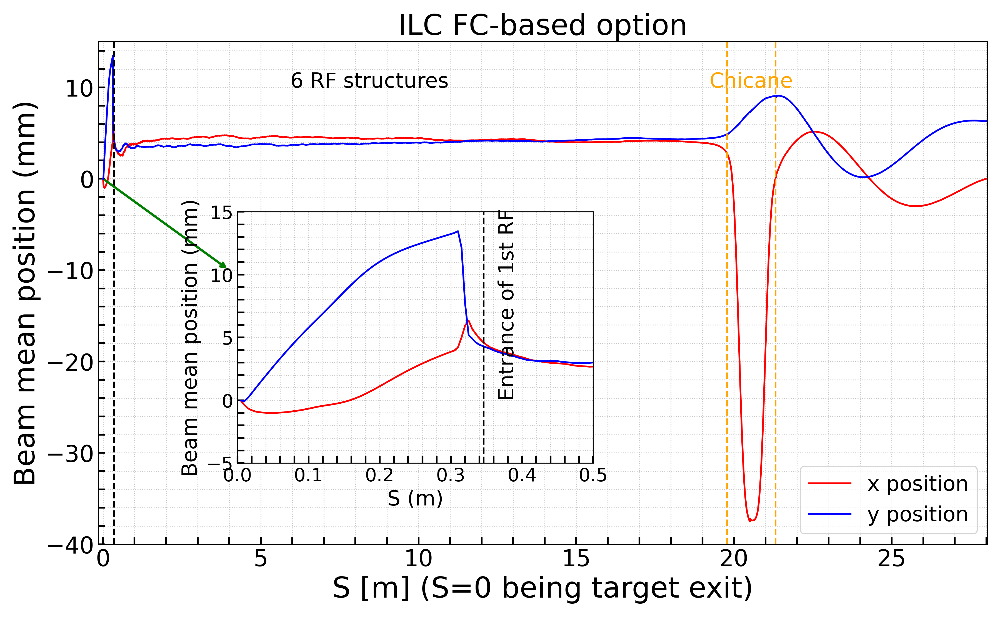 ILC FC-based option
Beam mean position (mm)
10
0
−10
−20
−30
−40
6 RF structures
Chicane
Beam mean position (mm)
15
10
5
0
−5
Entrance of 1st RF
0.0 0.1 0.2 0.3 0.4 0.5
S (m)
x position
y position
0 5 10 15 20 25
S [m] (S=0 being target exit)